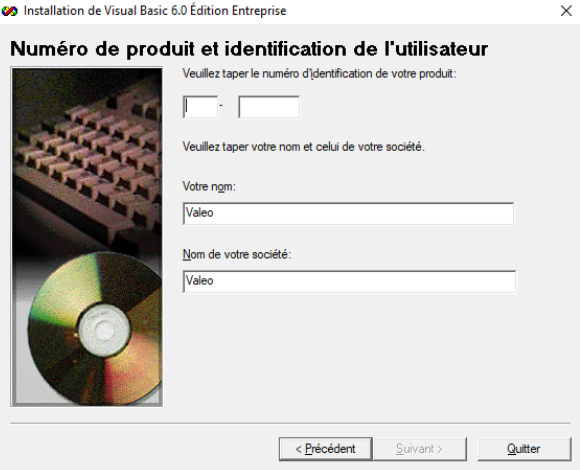 Installation de Visual Basic 6.0 Édition Entreprise
Numéro de produit et identification de l'utilisateur
Veuillez taper le numéro d'identification de votre produit:
-
Veuillez taper votre nom et celui de votre société.
Votre nom:
Valeo
Nom de votre société:
Valeo
< Précédent
Suivant >
Quitter